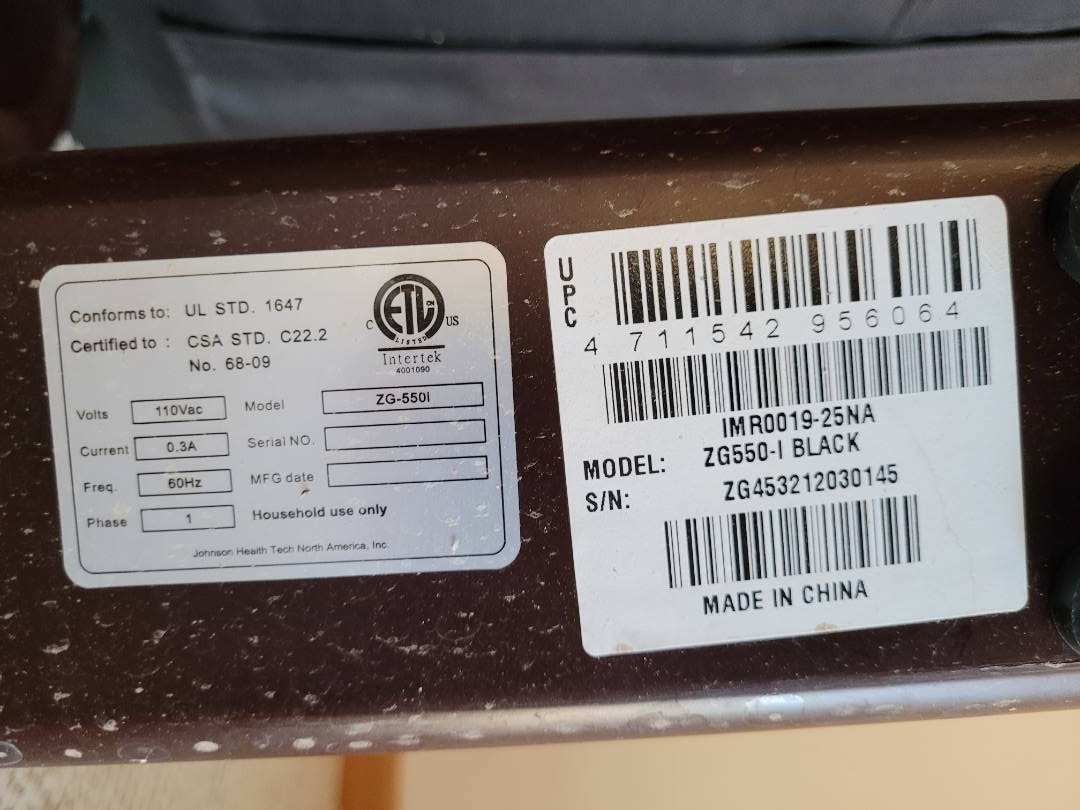 Conforms to: UL STD. 1647
Certified to : CSA STD. C22.2
No. 68-09
C ETL CM US
LISTED
Intertek
4001090
Volts 110Vac Model ZG-550i
Current 0.3A Serial NO.
Freq. 60Hz MFG date
Phase 1 Household use only
Johnson Health Tech North America, Inc.
UPC
4 711542 956064
IMR0019-25NA
MODEL: ZG550-I BLACK
S/N: ZG453212030145
MADE IN CHINA